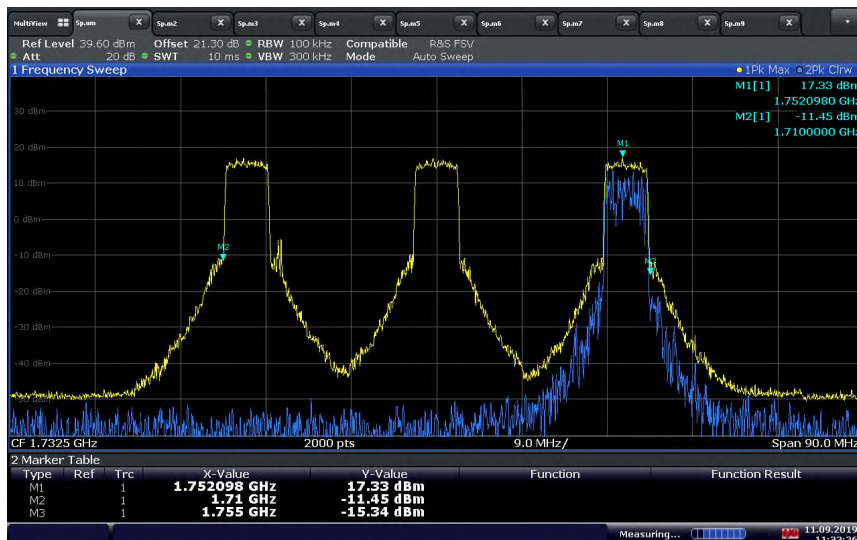 MultiView Sp.um X Sp.m2 X Sp.m3 X Sp.m4 X Sp.m5 X Sp.m6 X Sp.m7 X Sp.m8 X Sp.m9 X
Ref Level 39.60 dBm Offset 21.30 dB RBW 100 kHz Compatible R&S FSV
Att 20 dB SWT 10 ms VBW 300 kHz Mode Auto Sweep
1 Frequency Sweep 1Pk Max 2Pk Clrw
M1[1] 17.33 dBm
1.7520980 GHz
M2[1] -11.45 dBm
1.7100000 GHz
30 dBm
20 dBm
M1
10 dBm
0 dBm
M2
-10 dBm
M3
-20 dBm
-30 dBm
-40 dBm
CF 1.7325 GHz 2000 pts 9.0 MHz/ Span 90.0 MHz
2 Marker Table
Type Ref Trc X-Value Y-Value Function Function Result
M1 1 1.752098 GHz 17.33 dBm
M2 1 1.71 GHz -11.45 dBm
M3 1 1.755 GHz -15.34 dBm
Measuring... 11.09.2019